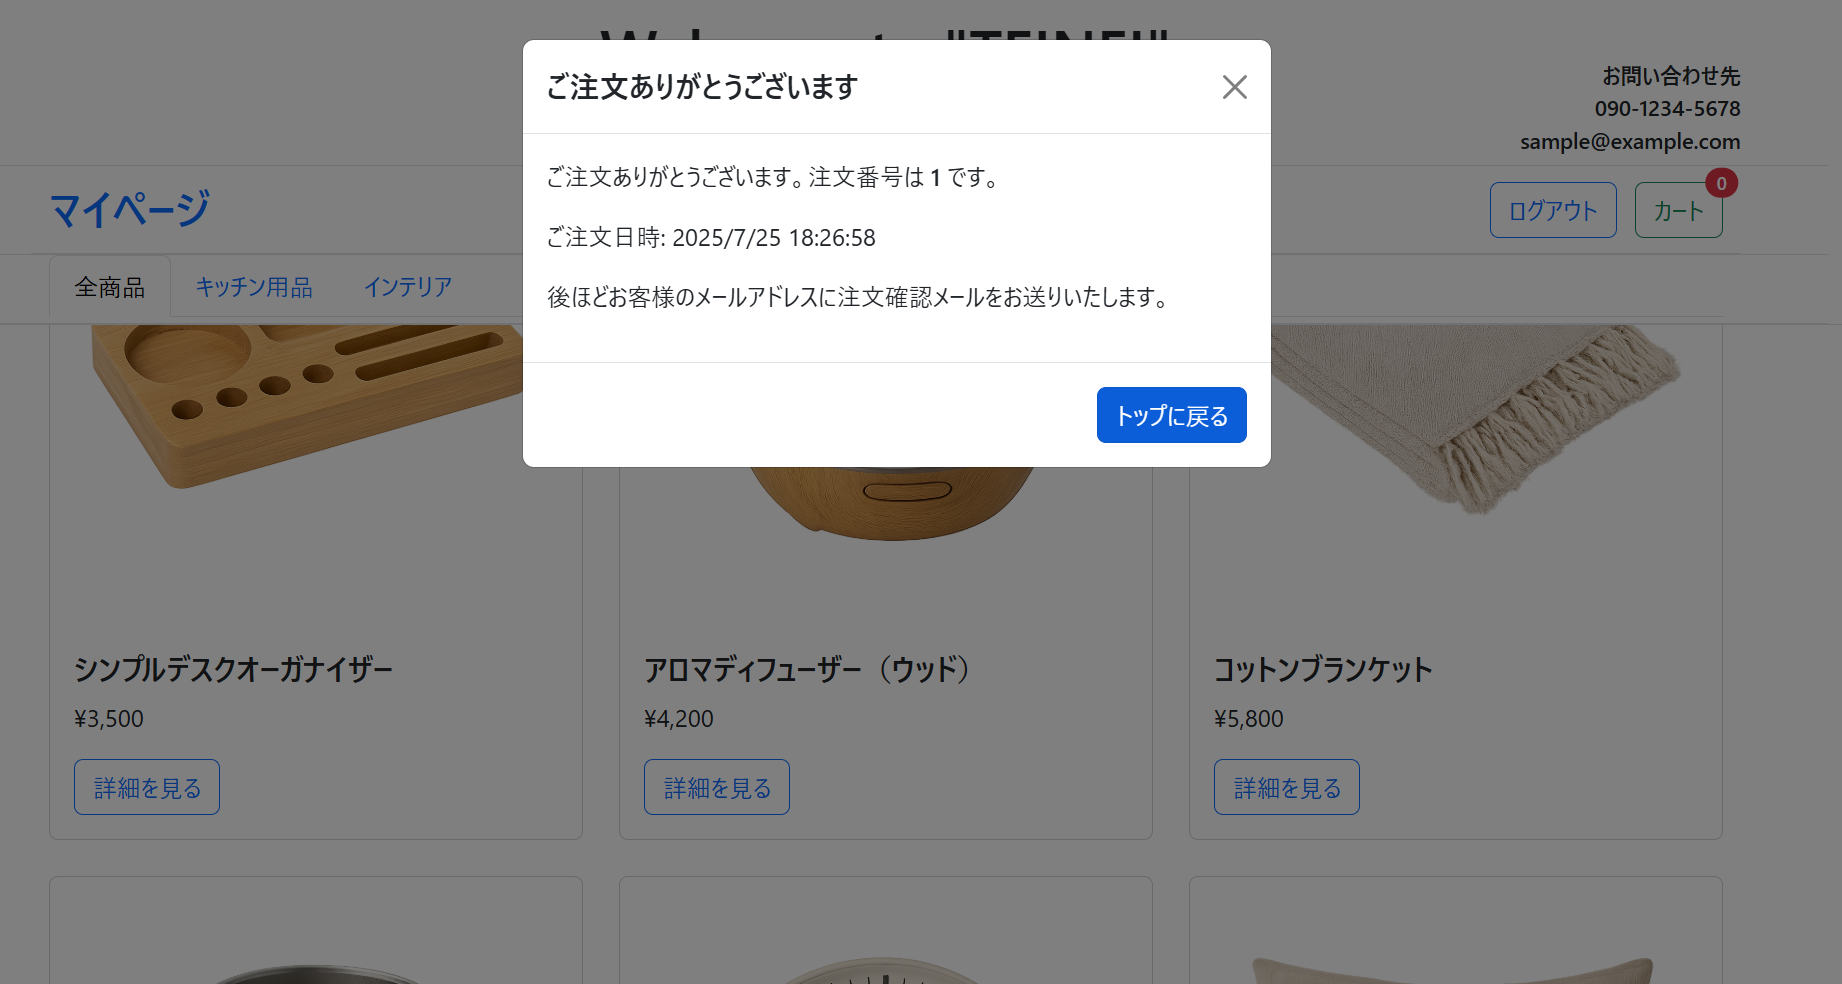 ご注文ありがとうございます
お問い合わせ先
090-1234-5678
sample@example.com
マイページ
ログアウト
カート
0
全商品
キッチン用品
インテリア
ご注文ありがとうございます。注文番号は 1 です。
ご注文日時: 2025/7/25 18:26:58
後ほどお客様のメールアドレスに注文確認メールをお送りいたします。
トップに戻る
シンプルデスクオーガナイザー
¥3,500
詳細を見る
アロマディフューザー（ウッド）
¥4,200
詳細を見る
コットンブランケット
¥5,800
詳細を見る